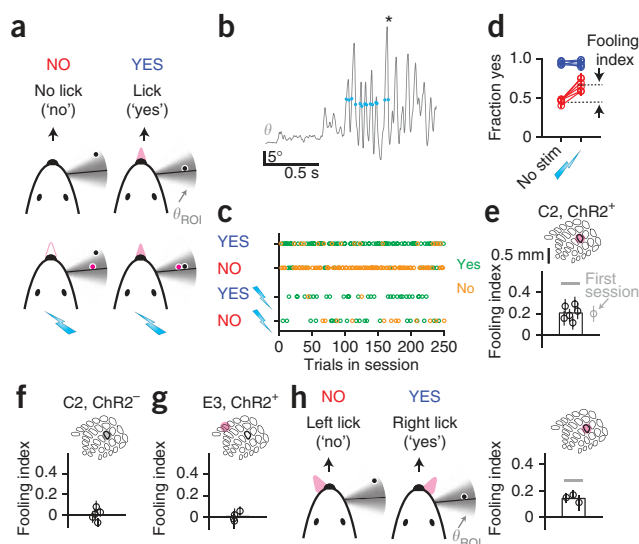 a
NO
YES
No lick
('no')
Lick
('yes')
θROI
b
*
θ
5°
0.5 s
c
YES
NO
YES
NO
Yes
No
0 50 100 150 200 250
Trials in session
d
Fraction yes
1.0
0.5
0
No stim
Fooling
index
e
C2, ChR2+
0.5 mm
Fooling index
0.4
0.2
0
First
session
f
C2, ChR2–
Fooling index
0.4
0
g
E3, ChR2+
Fooling index
0.4
0
h
NO
YES
Left lick
('no')
Right lick
('yes')
θROI
Fooling index
0.4
0.2
0